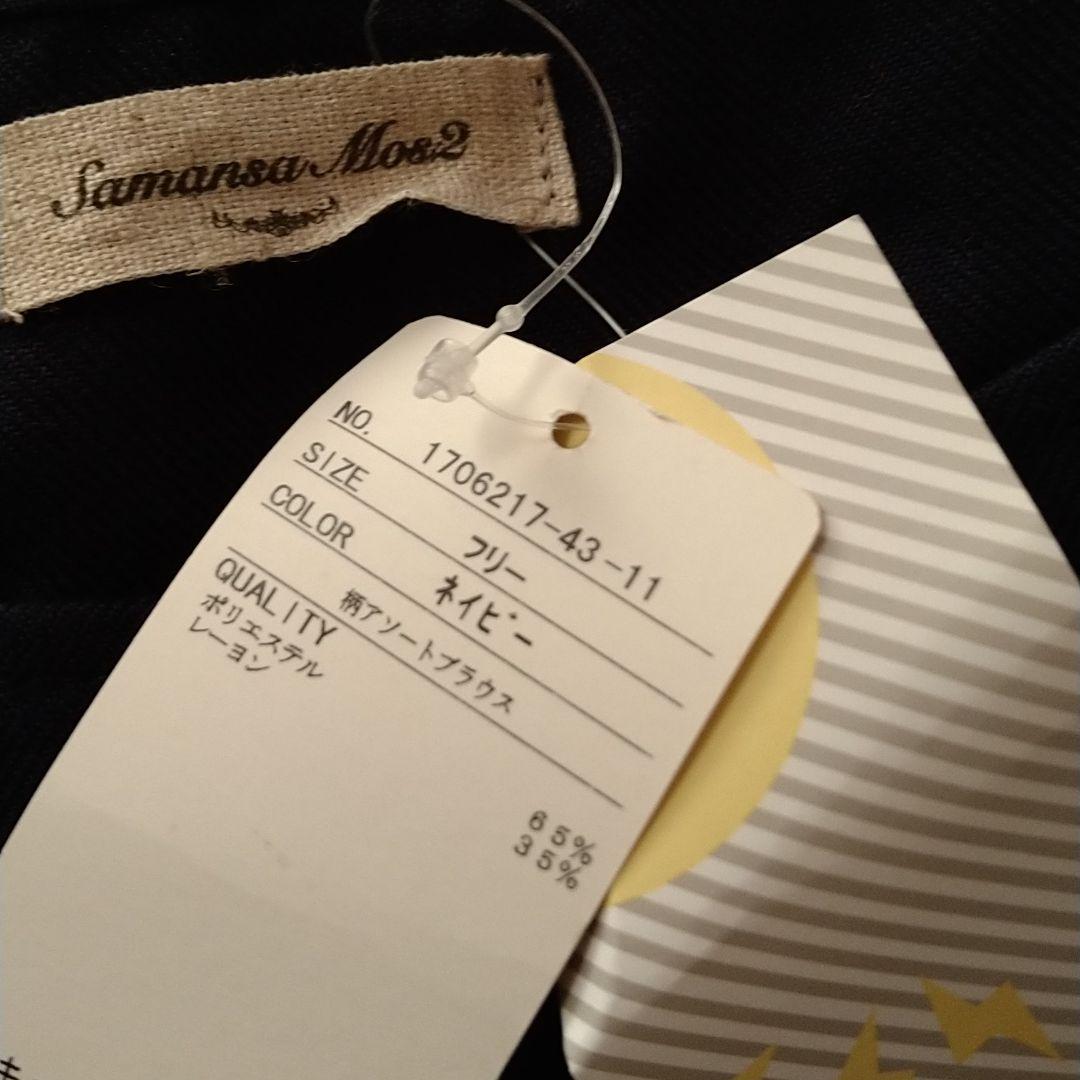 Samansa Mos2
NO. 1706217-43-11
SIZE フリー
COLOR ネイビー
柄アソートブラウス
QUALITY
ポリエステル 65%
レーヨン 35%